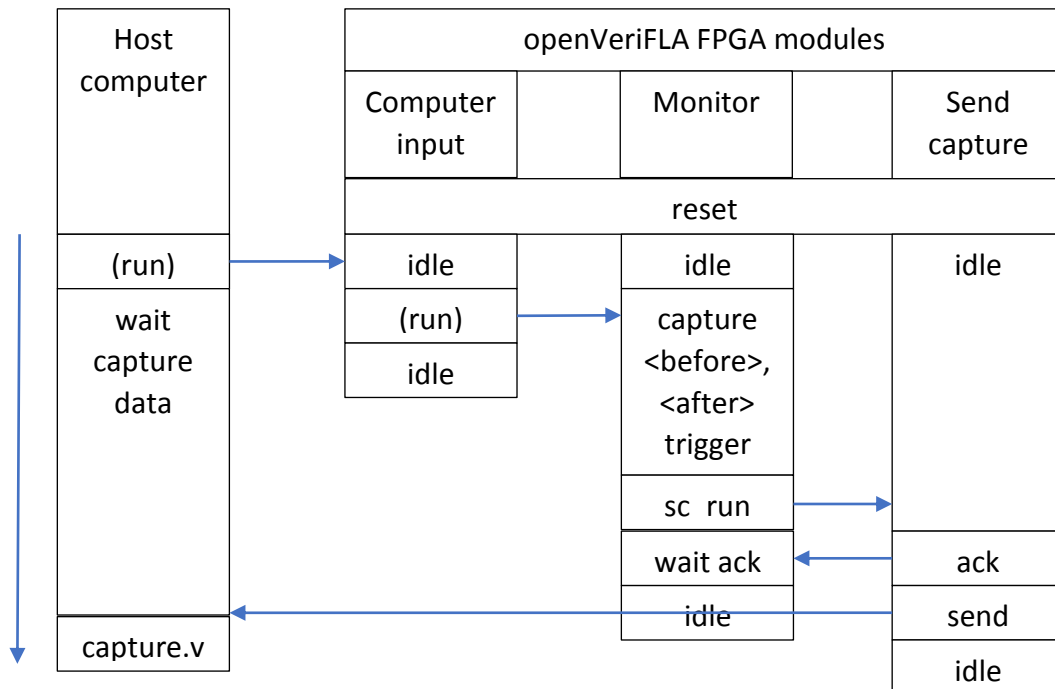 Host
computer
openVeriFLA FPGA modules
Computer
input
Monitor
Send
capture
reset
(run)
idle
idle
idle
wait
capture
data
(run)
capture
<before>,
<after>
trigger
idle
sc run
wait ack
ack
idle
send
capture.v
idle